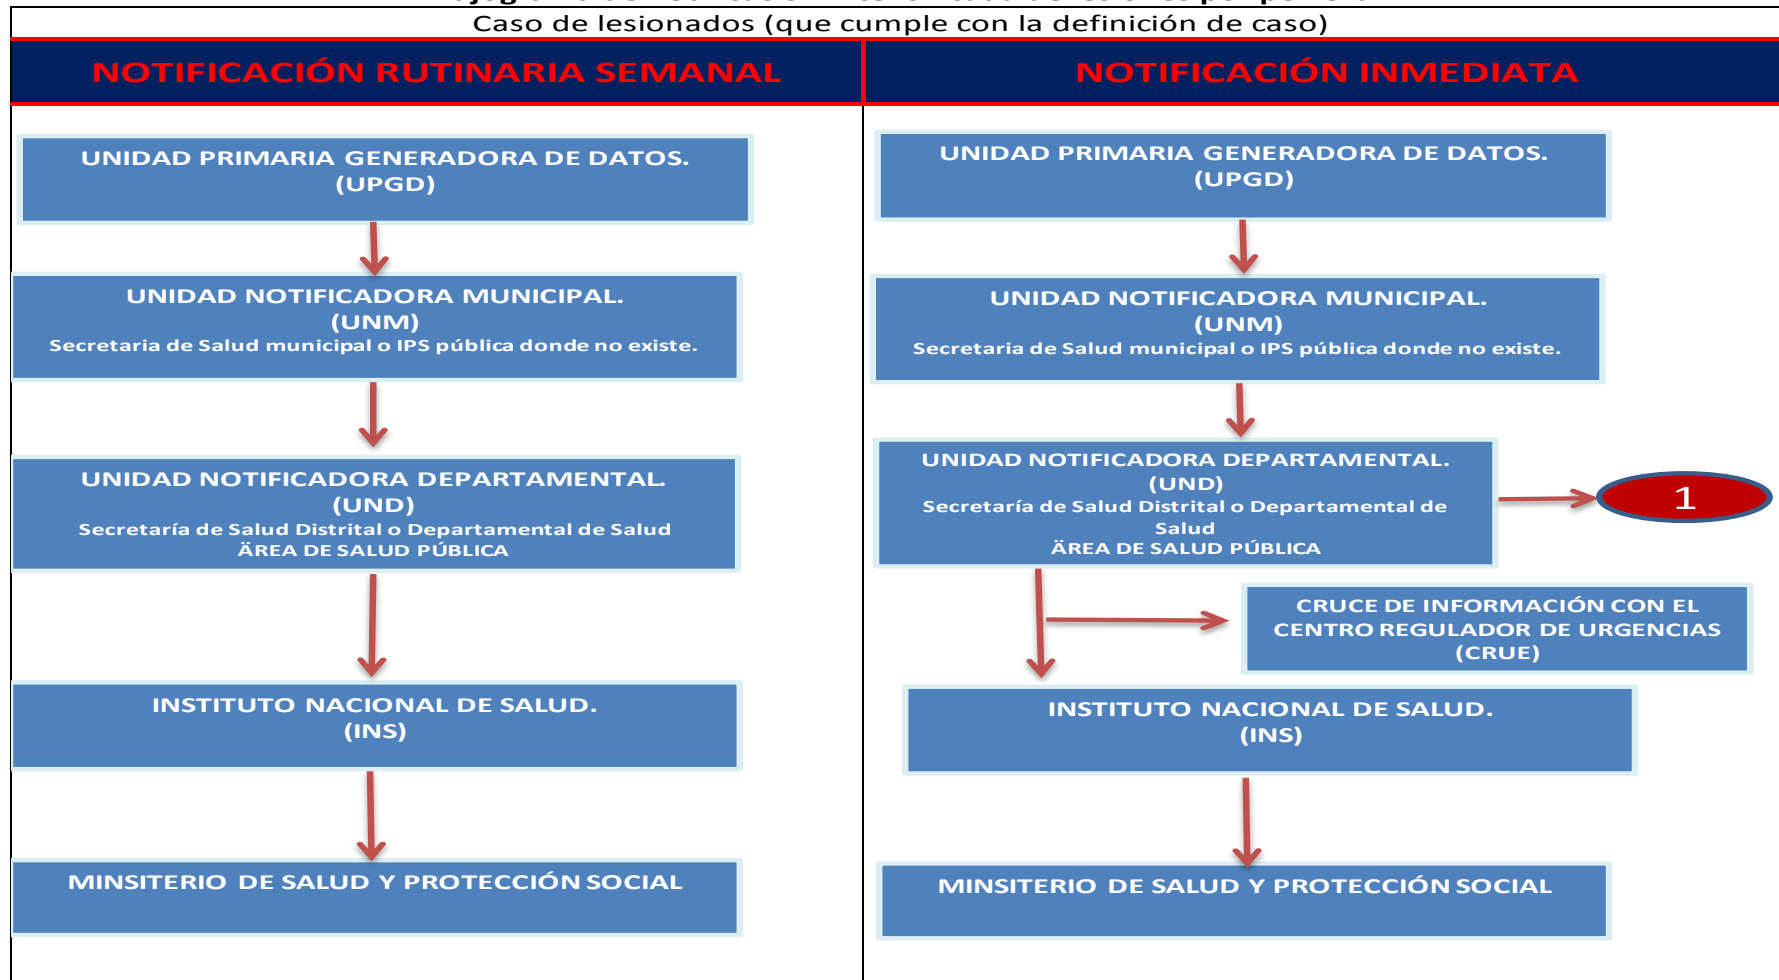 Caso de lesionados (que cumple con la definición de caso)
NOTIFICACIÓN RUTINARIA SEMANAL
UNIDAD PRIMARIA GENERADORA DE DATOS.
(UPGD)
UNIDAD NOTIFICADORA MUNICIPAL.
(UNM)
Secretaria de Salud municipal o IPS pública donde no existe.
UNIDAD NOTIFICADORA DEPARTAMENTAL.
(UND)
Secretaría de Salud Distrital o Departamental de Salud
ÄREA DE SALUD PÚBLICA
INSTITUTO NACIONAL DE SALUD.
(INS)
MINSITERIO DE SALUD Y PROTECCIÓN SOCIAL
NOTIFICACIÓN INMEDIATA
UNIDAD PRIMARIA GENERADORA DE DATOS.
(UPGD)
UNIDAD NOTIFICADORA MUNICIPAL.
(UNM)
Secretaria de Salud municipal o IPS pública donde no existe.
UNIDAD NOTIFICADORA DEPARTAMENTAL.
(UND)
Secretaría de Salud Distrital o Departamental de
Salud
ÄREA DE SALUD PÚBLICA
1
CRUCE DE INFORMACIÓN CON EL
CENTRO REGULADOR DE URGENCIAS
(CRUE)
INSTITUTO NACIONAL DE SALUD.
(INS)
MINSITERIO DE SALUD Y PROTECCIÓN SOCIAL